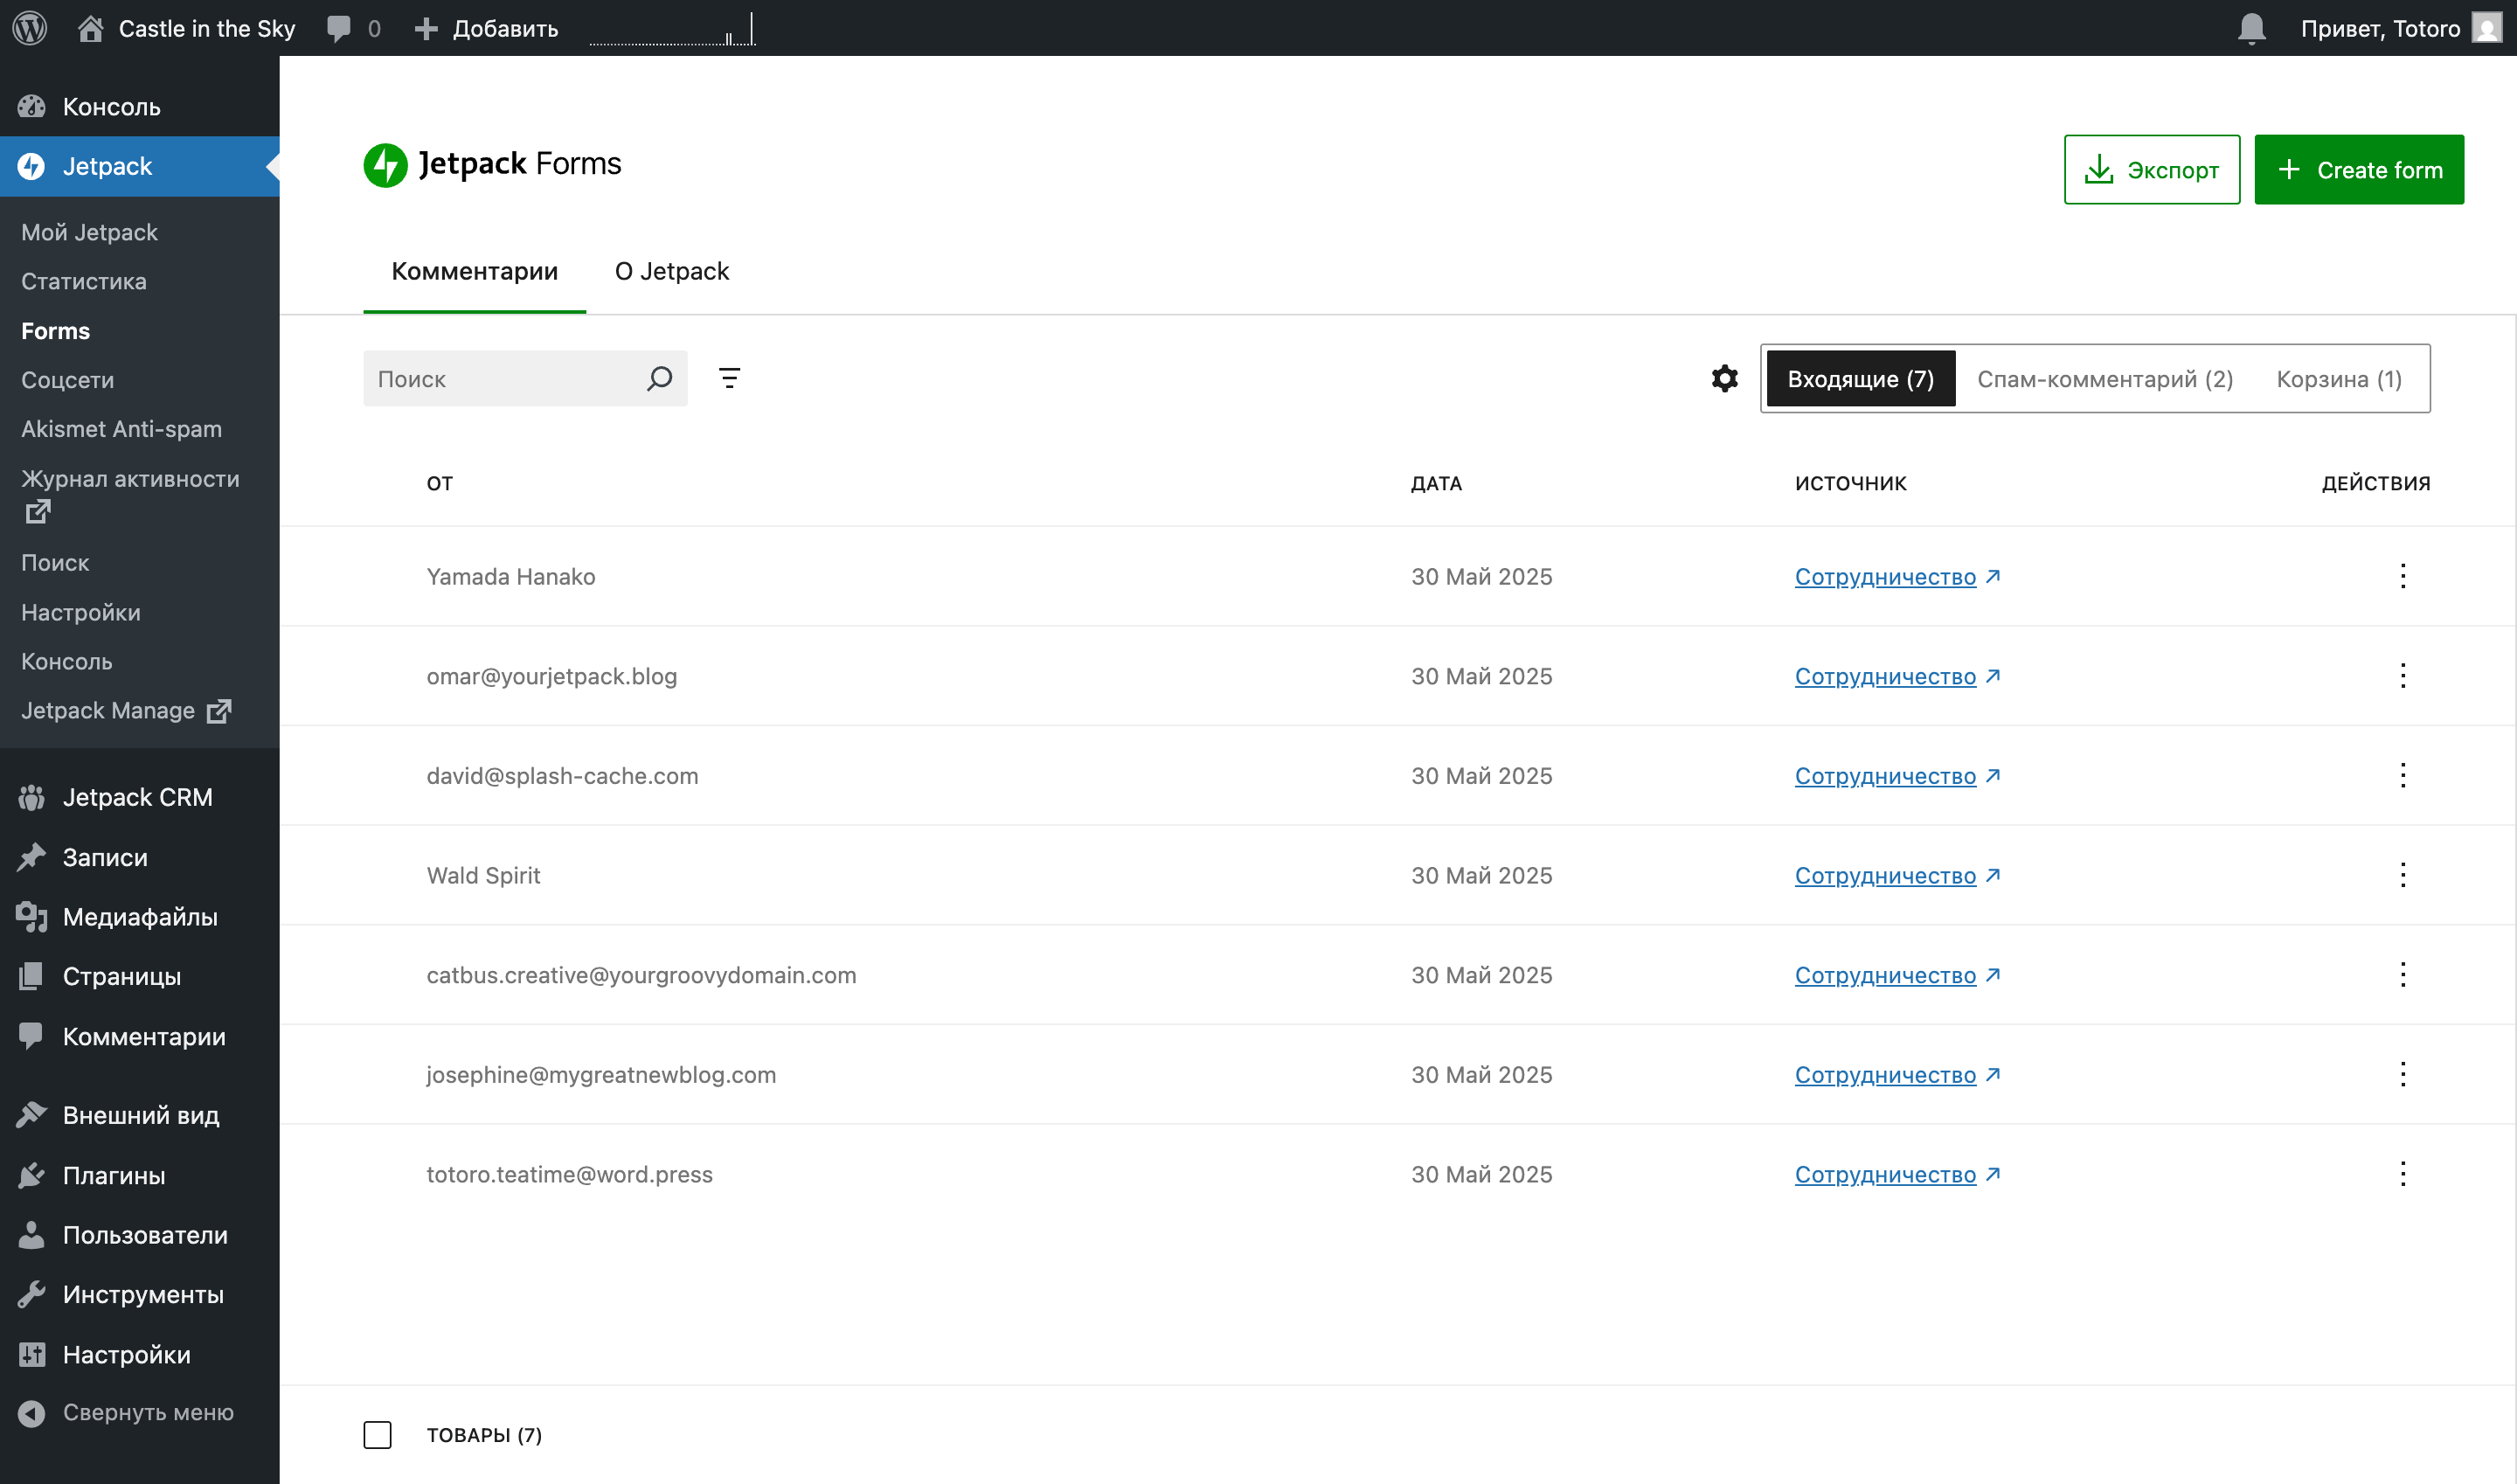 Castle in the Sky 0 Добавить Привет, Totoro
Консоль
Jetpack
Мой Jetpack
Статистика
Forms
Соцсети
Akismet Anti-spam
Журнал активности
Поиск
Настройки
Консоль
Jetpack Manage
Jetpack CRM
Записи
Медиафайлы
Страницы
Комментарии
Внешний вид
Плагины
Пользователи
Инструменты
Настройки
Свернуть меню
Jetpack Forms
Экспорт
Create form
Комментарии О Jetpack
Поиск
Входящие (7) Спам-комментарий (2) Корзина (1)
ОТ ДАТА ИСТОЧНИК ДЕЙСТВИЯ
Yamada Hanako 30 Май 2025 Сотрудничество
omar@yourjetpack.blog 30 Май 2025 Сотрудничество
david@splash-cache.com 30 Май 2025 Сотрудничество
Wald Spirit 30 Май 2025 Сотрудничество
catbus.creative@yourgroovydomain.com 30 Май 2025 Сотрудничество
josephine@mygreatnewblog.com 30 Май 2025 Сотрудничество
totoro.teatime@word.press 30 Май 2025 Сотрудничество
ТОВАРЫ (7)